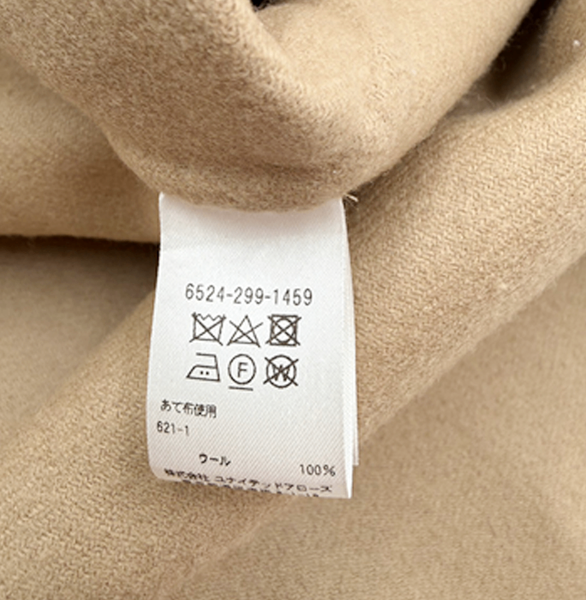 6524-299-1459
F W
あて布使用
621-1
ウール 100%
株式会社 ユナイテッドアローズ